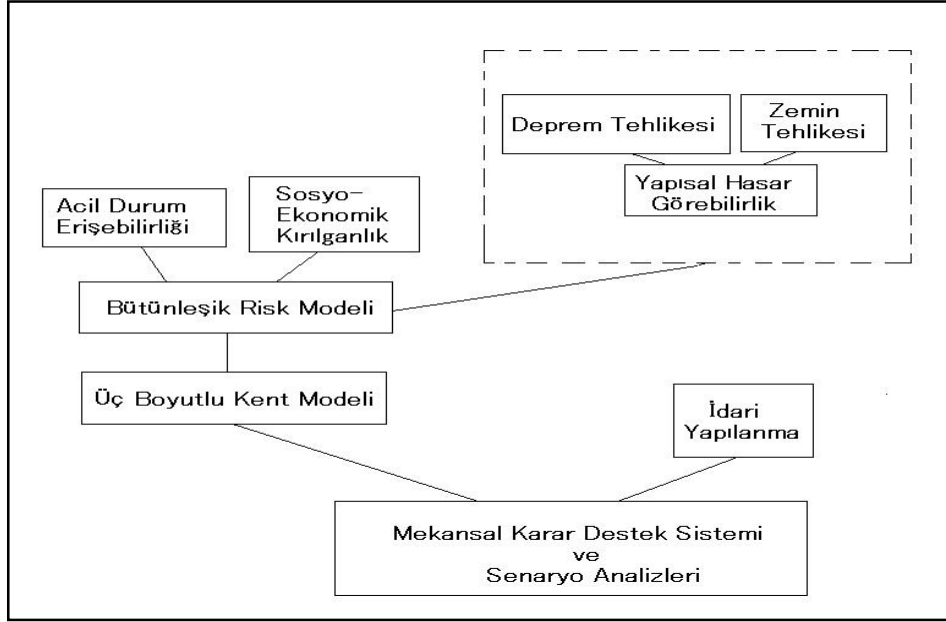 Deprem Tehlikesi
Zemin
Tehlikesi
Yapısal Hasar
Görebilirlik
Acil Durum
Erişebilirliği
Sosyo-
Ekonomik
Kırılganlık
Bütünleşik Risk Modeli
Üç Boyutlu Kent Modeli
İdari
Yapılanma
Mekansal Karar Destek Sistemi
ve
Senaryo Analizleri